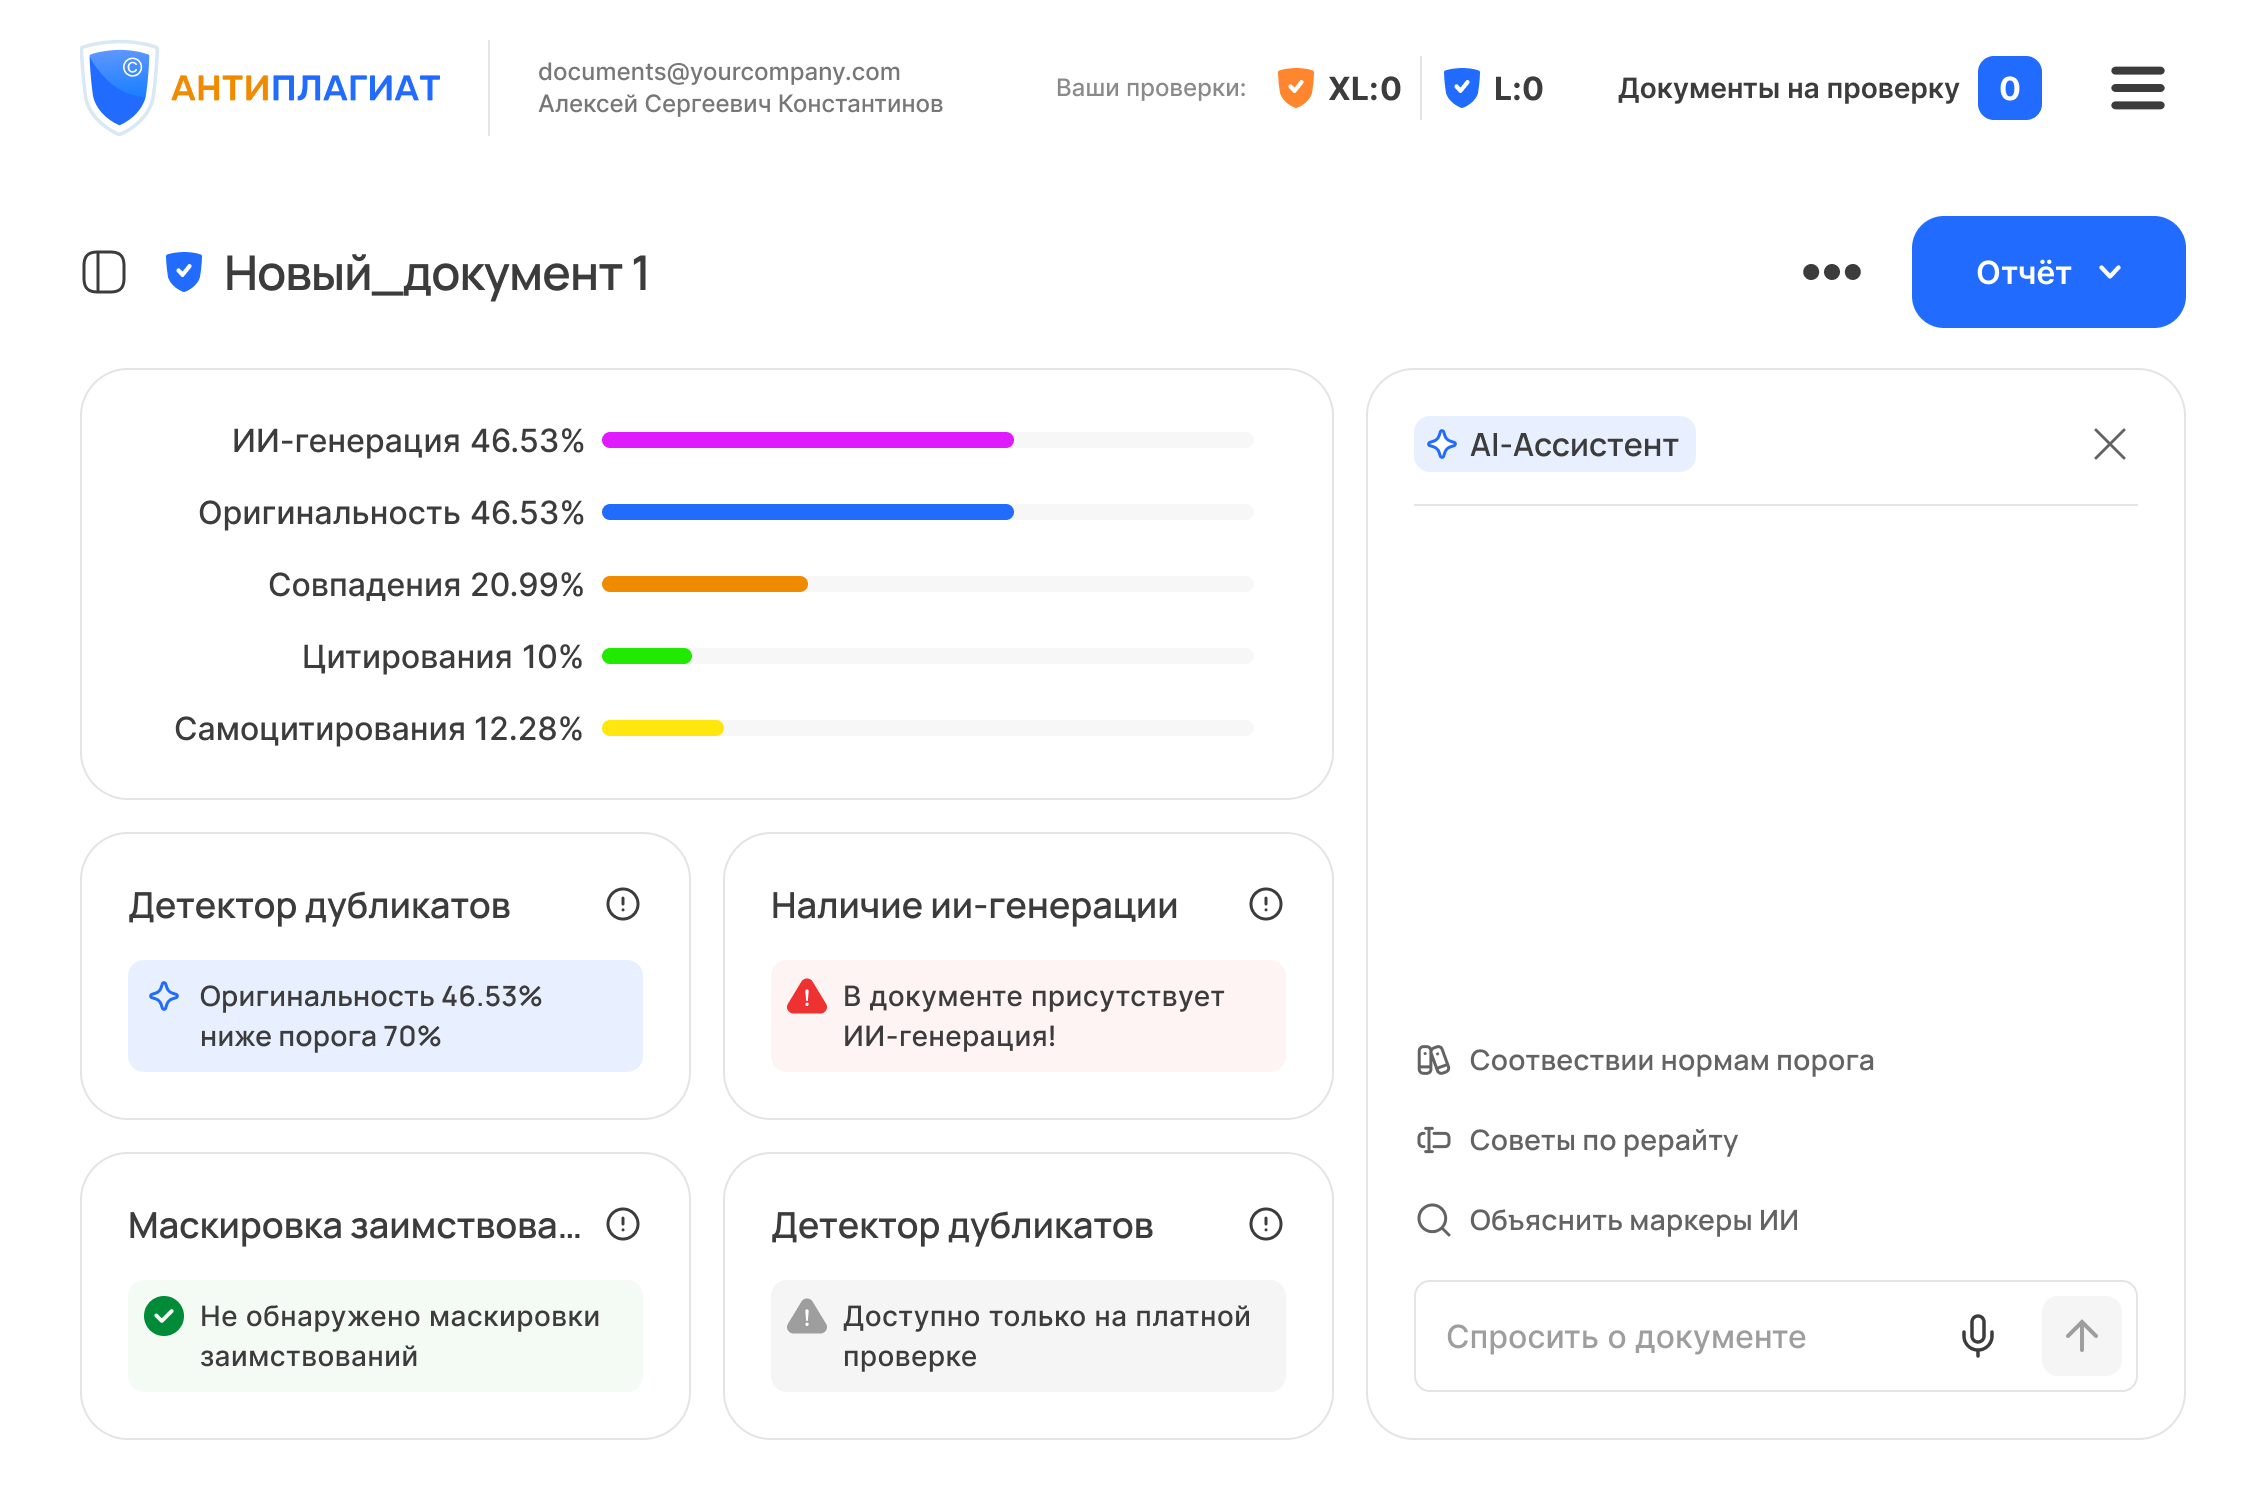 ©
АНТИПЛАГИАТ
documents@yourcompany.com
Алексей Сергеевич Константинов
Ваши проверки:
XL:0
L:0
Документы на проверку
0
Новый_документ 1
Отчёт
ИИ-генерация 46.53%
Оригинальность 46.53%
Совпадения 20.99%
Цитирования 10%
Самоцитирования 12.28%
Детектор дубликатов
Оригинальность 46.53%
ниже порога 70%
Наличие ии-генерации
В документе присутствует
ИИ-генерация!
Маскировка заимствова...
Не обнаружено маскировки
заимствований
Детектор дубликатов
Доступно только на платной
проверке
AI-Ассистент
Соотвествии нормам порога
Советы по рерайту
Объяснить маркеры ИИ
Спросить о документе